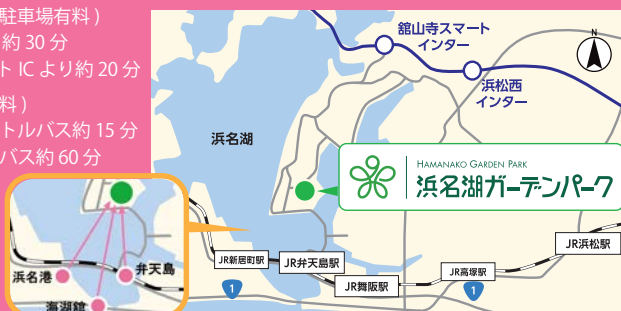 駐車場有料）
約 30 分
ト IC より約 20 分
料）
トルバス約 15 分
バス約 60 分
舘山寺スマート
インター
浜松西
インター
浜名湖
HAMANAKO GARDEN PARK
浜名湖ガーデンパーク
JR新居町駅
JR弁天島駅
JR舞阪駅
JR高塚駅
JR浜松駅
1
1
浜名港
弁天島
海湖館